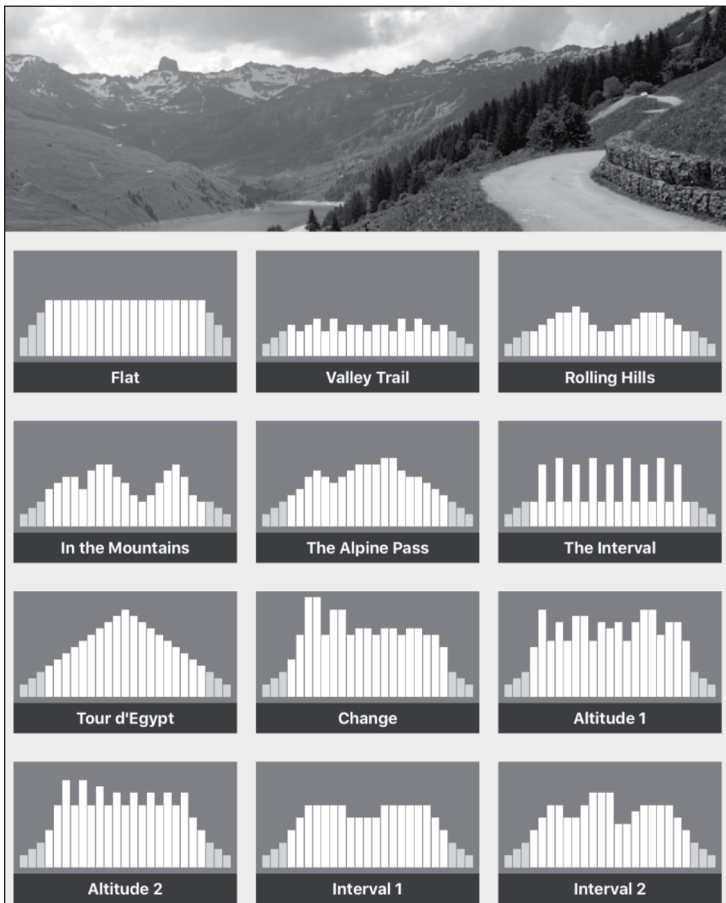 Flat
Valley Trail
Rolling Hills
In the Mountains
The Alpine Pass
The Interval
Tour d'Egypt
Change
Altitude 1
Altitude 2
Interval 1
Interval 2